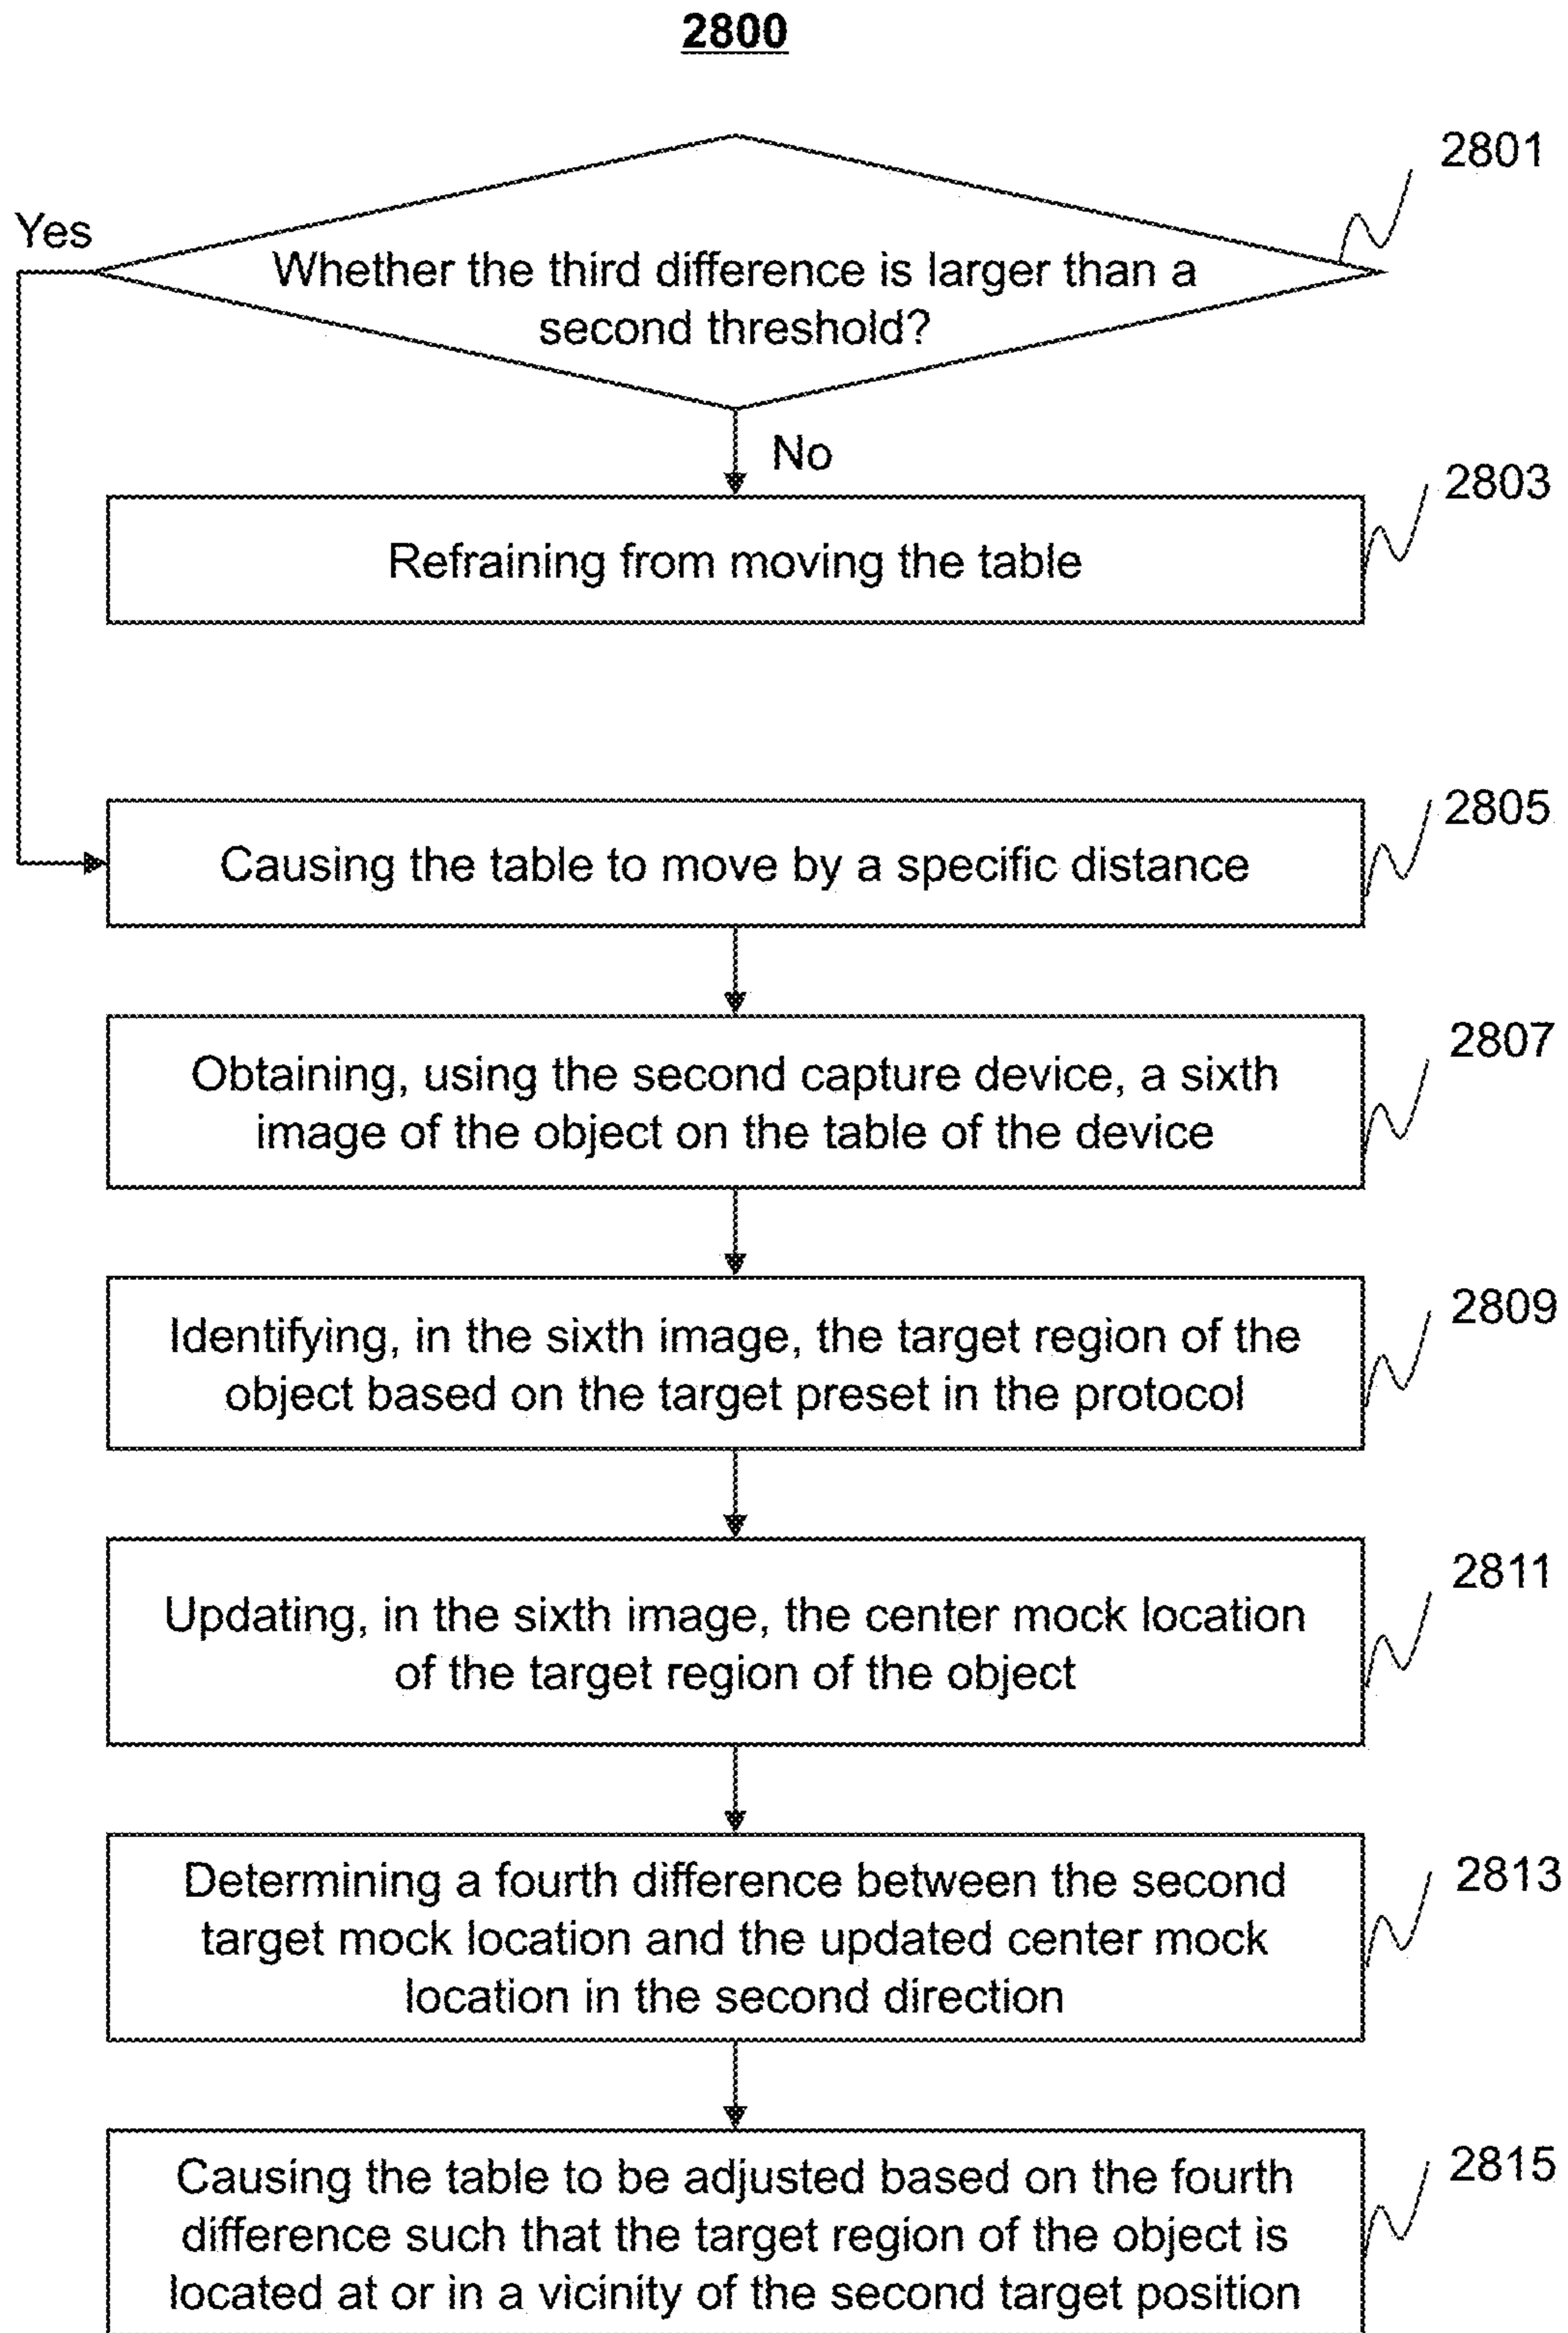 2800
2801
Yes
Whether the third difference is larger than a
second threshold?
No
2803
Refraining from moving the table
2805
Causing the table to move by a specific distance
2807
Obtaining, using the second capture device, a sixth
image of the object on the table of the device
2809
Identifying, in the sixth image, the target region of the
object based on the target preset in the protocol
2811
Updating, in the sixth image, the center mock location
of the target region of the object
2813
Determining a fourth difference between the second
target mock location and the updated center mock
location in the second direction
2815
Causing the table to be adjusted based on the fourth
difference such that the target region of the object is
located at or in a vicinity of the second target position